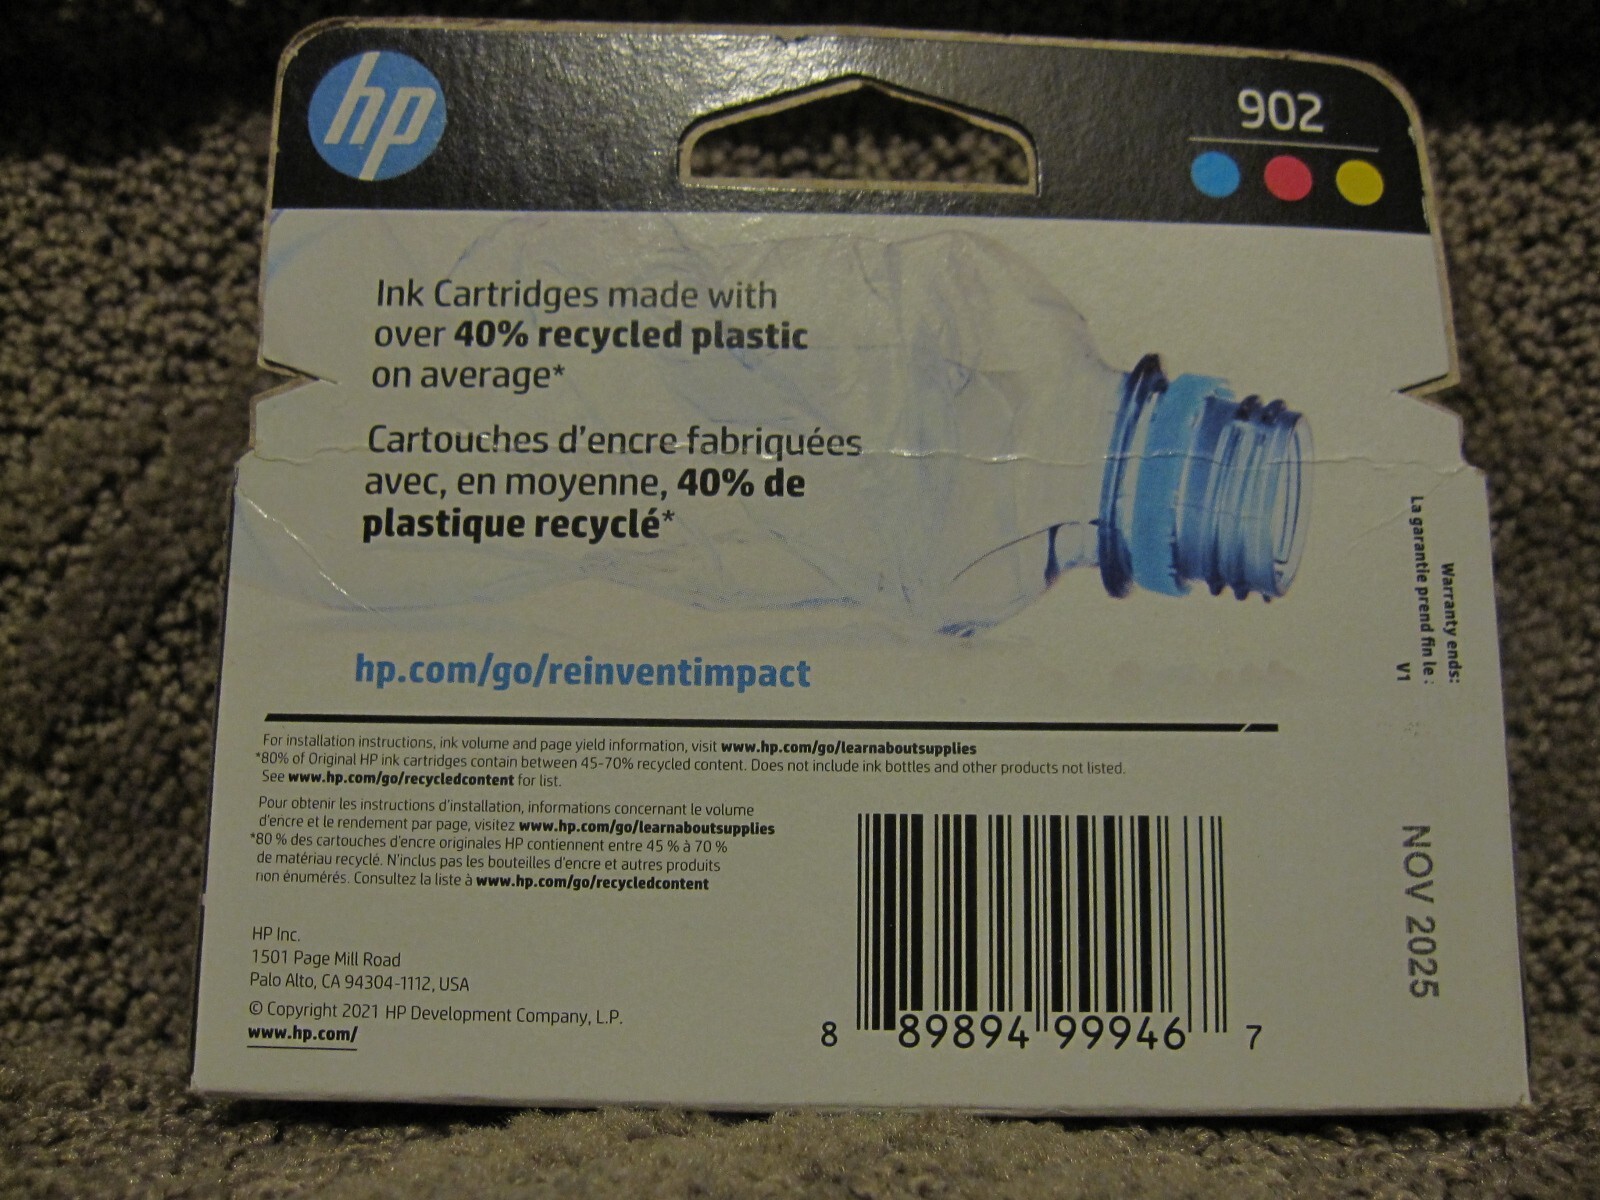 hp
902
Ink Cartridges made with
over 40% recycled plastic
on average*
Cartouches d'encre fabriquées
avec, en moyenne, 40% de
plastique recyclé*
hp.com/go/reinventimpact
For installation instructions, ink volume and page yield information, visit www.hp.com/go/learnaboutsupplies
*80% of Original HP ink cartridges contain between 45-70% recycled content. Does not include ink bottles and other products not listed.
See www.hp.com/go/recycledcontent for list.
Pour obtenir les instructions d'installation, informations concernant le volume
d'encre et le rendement par page, visitez www.hp.com/go/learnaboutsupplies
*80 % des cartouches d'encre originales HP contiennent entre 45 % à 70 %
de matériau recyclé. N'inclus pas les bouteilles d'encre et autres produits
non énumérés. Consultez la liste à www.hp.com/go/recycledcontent
HP Inc.
1501 Page Mill Road
Palo Alto, CA 94304-1112, USA
© Copyright 2021 HP Development Company, L.P.
www.hp.com/
8 89894 99946 7
Warranty ends:
La garantie prend fin le :
V1
NOV 2025